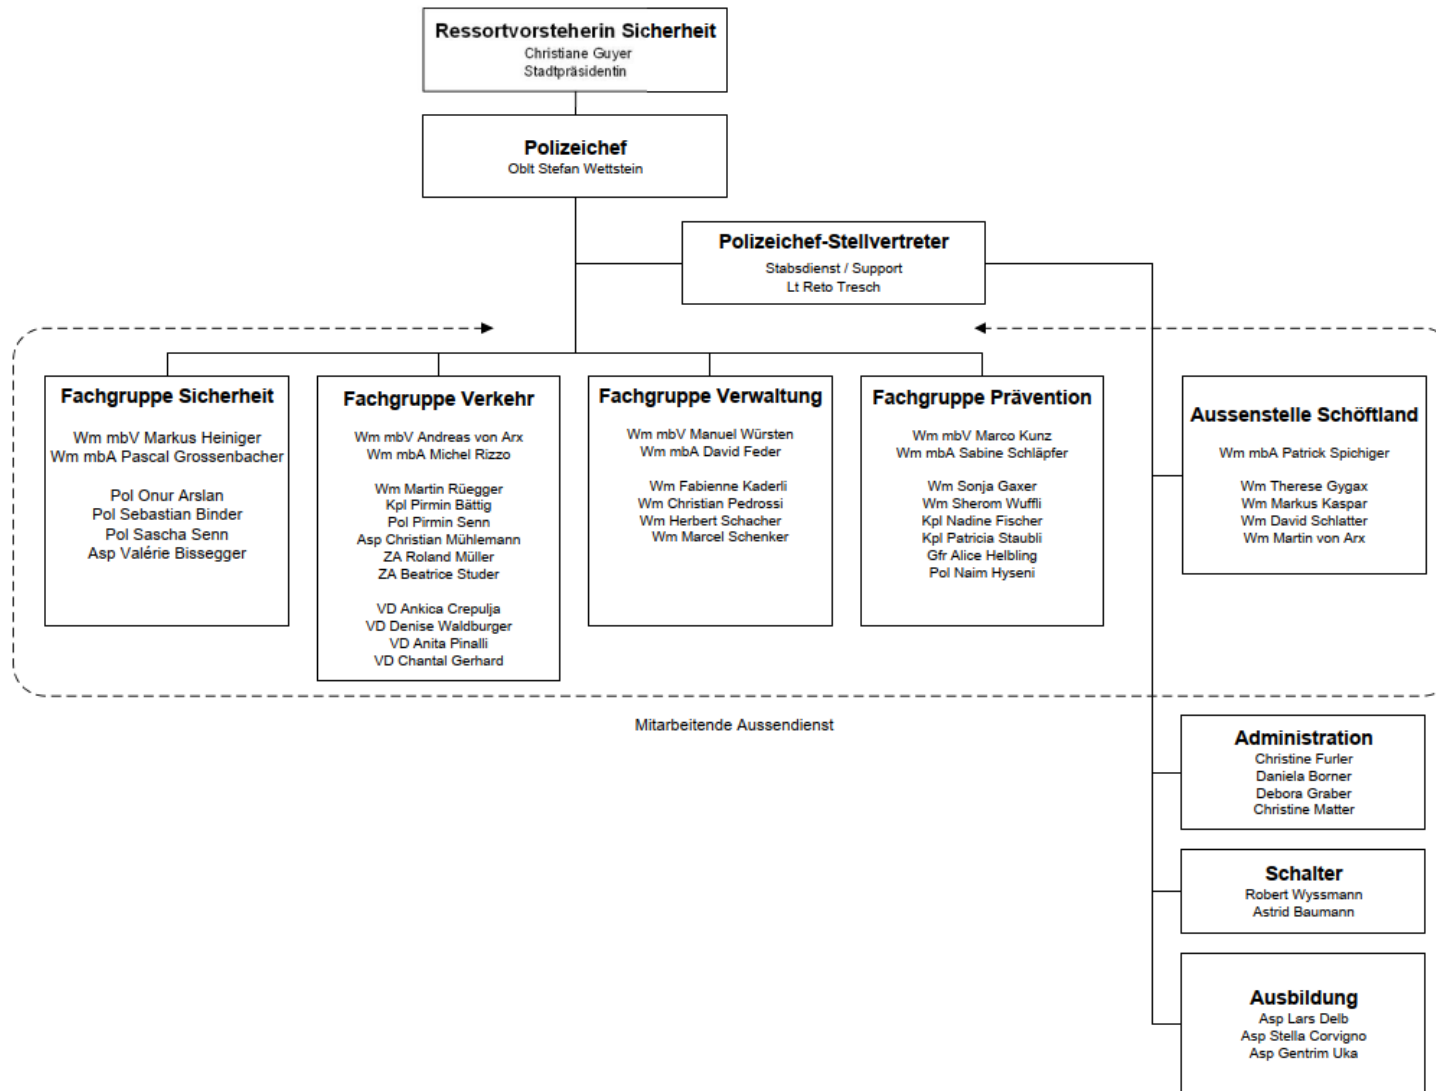 Ressortvorsteherin Sicherheit
Christiane Guyer
Stadtpräsidentin
Polizeichef
Oblt Stefan Wettstein
Polizeichef-Stellvertreter
Stabsdienst / Support
Lt Reto Tresch
Fachgruppe Sicherheit
Wm mbV Markus Heiniger
Wm mbA Pascal Grossenbacher
Pol Onur Arslan
Pol Sebastian Binder
Pol Sascha Senn
Asp Valérie Bissegger
Fachgruppe Verkehr
Wm mbV Andreas von Arx
Wm mbA Michel Rizzo
Wm Martin Rüegger
Kpl Pirmin Bättig
Pol Pirmin Senn
Asp Christian Mühlemann
ZA Roland Müller
ZA Beatrice Studer
VD Ankica Crepulja
VD Denise Waldburger
VD Anita Pinalli
VD Chantal Gerhard
Fachgruppe Verwaltung
Wm mbV Manuel Würsten
Wm mbA David Feder
Wm Fabienne Kaderli
Wm Christian Pedrossi
Wm Herbert Schacher
Wm Marcel Schenker
Fachgruppe Prävention
Wm mbV Marco Kunz
Wm mbA Sabine Schläpfer
Wm Sonja Gaxer
Wm Sherom Wuffli
Kpl Nadine Fischer
Kpl Patricia Staubli
Gfr Alice Helbling
Pol Naim Hyseni
Aussenstelle Schöftland
Wm mbA Patrick Spichiger
Wm Therese Gygax
Wm Markus Kaspar
Wm David Schlatter
Wm Martin von Arx
Mitarbeitende Aussendienst
Administration
Christine Furler
Daniela Borner
Debora Graber
Christine Matter
Schalter
Robert Wyssmann
Astrid Baumann
Ausbildung
Asp Lars Delb
Asp Stella Corvigno
Asp Gentrim Uka